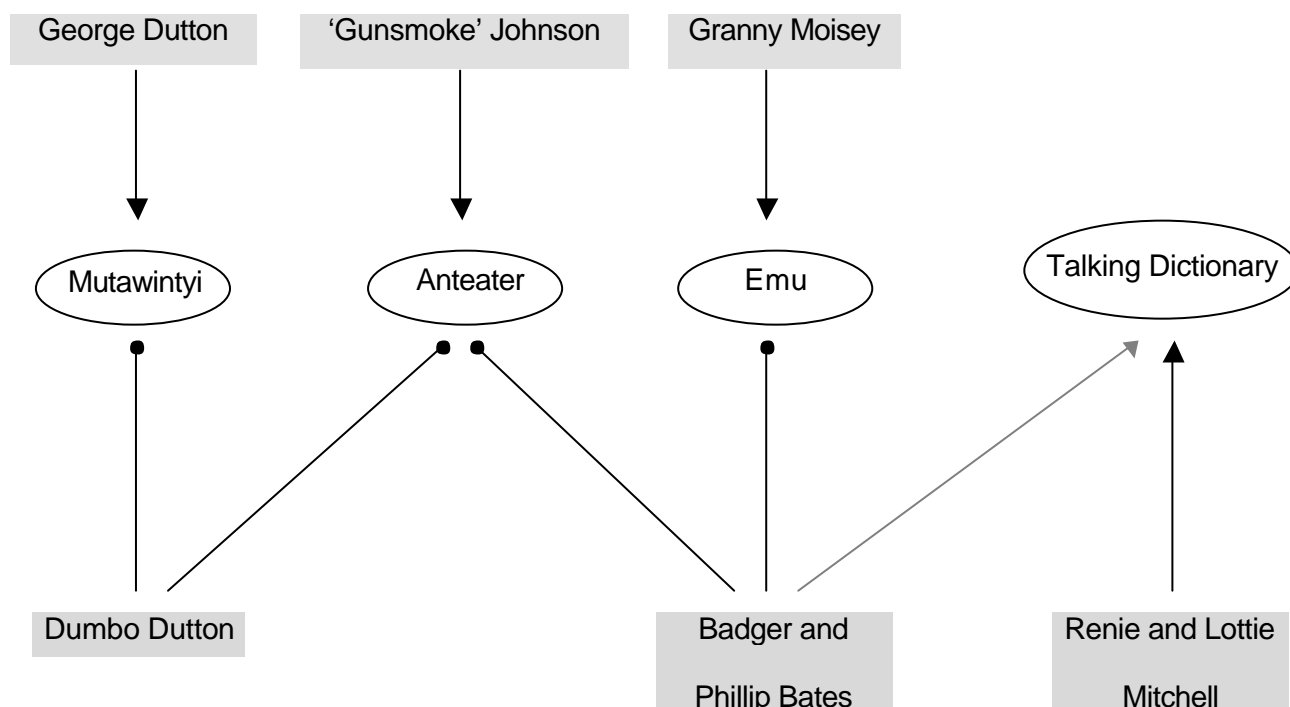 George Dutton
‘Gunsmoke’ Johnson
Granny Moisey
Mutawintyi
Anteater
Emu
Talking Dictionary
Dumbo Dutton
Badger and
Phillip Bates
Renie and Lottie
Mitchell